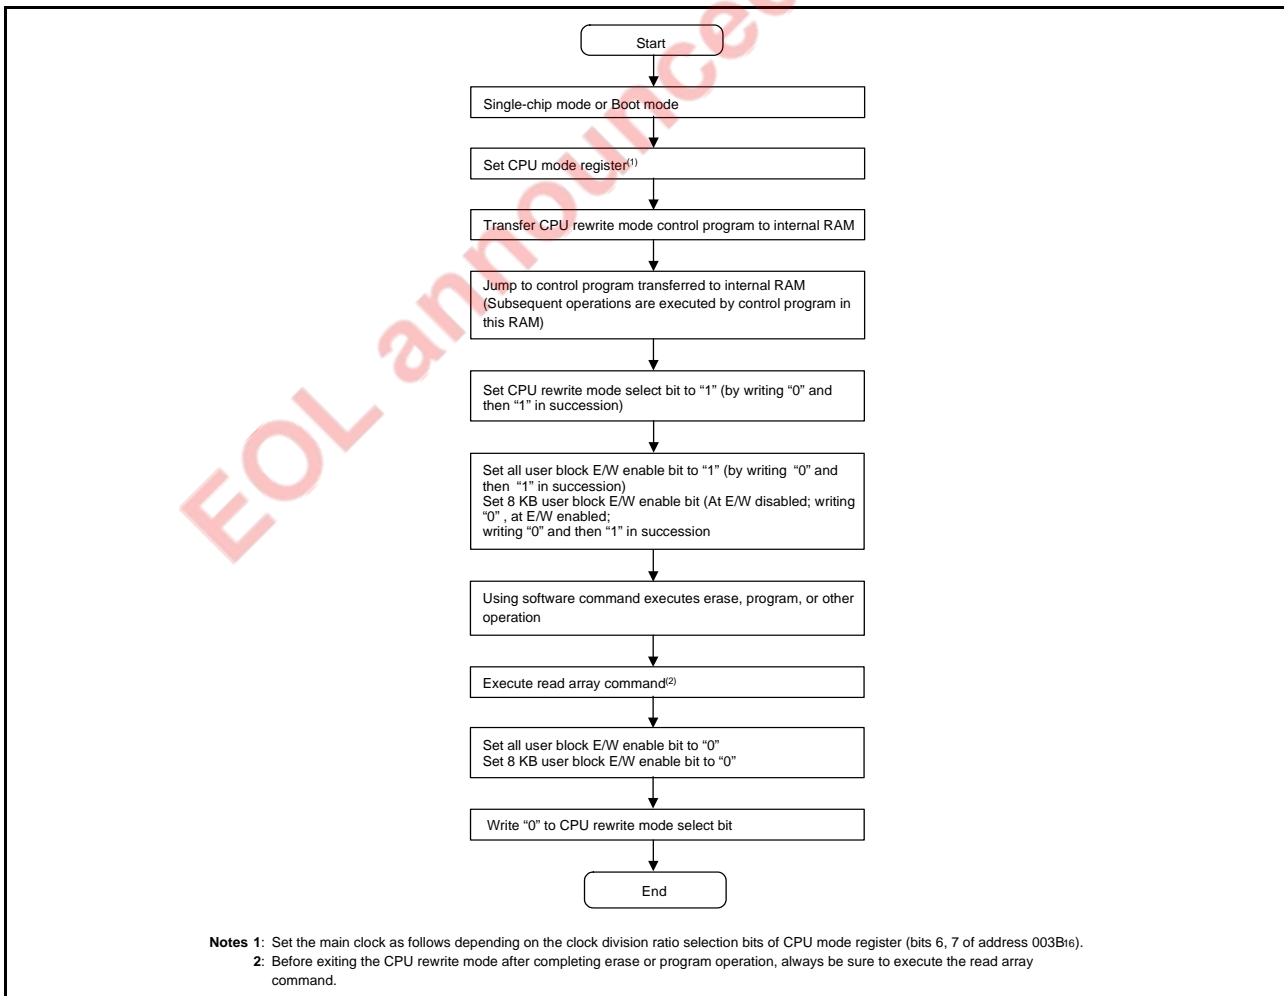 Start
Single-chip mode or Boot mode
Set CPU mode register(1)
Transfer CPU rewrite mode control program to internal RAM
Jump to control program transferred to internal RAM
(Subsequent operations are executed by control program in
this RAM)
Set CPU rewrite mode select bit to “1” (by writing “0” and
then “1” in succession)
Set all user block E/W enable bit to “1” (by writing “0” and
then “1” in succession)
Set 8 KB user block E/W enable bit (At E/W disabled; writing
“0” , at E/W enabled;
writing “0” and then “1” in succession
Using software command executes erase, program, or other
operation
Execute read array command(2)
Set all user block E/W enable bit to “0”
Set 8 KB user block E/W enable bit to “0”
Write “0” to CPU rewrite mode select bit
End
Notes 1: Set the main clock as follows depending on the clock division ratio selection bits of CPU mode register (bits 6, 7 of address 003B16).
2: Before exiting the CPU rewrite mode after completing erase or program operation, always be sure to execute the read array
command.
EOL announced